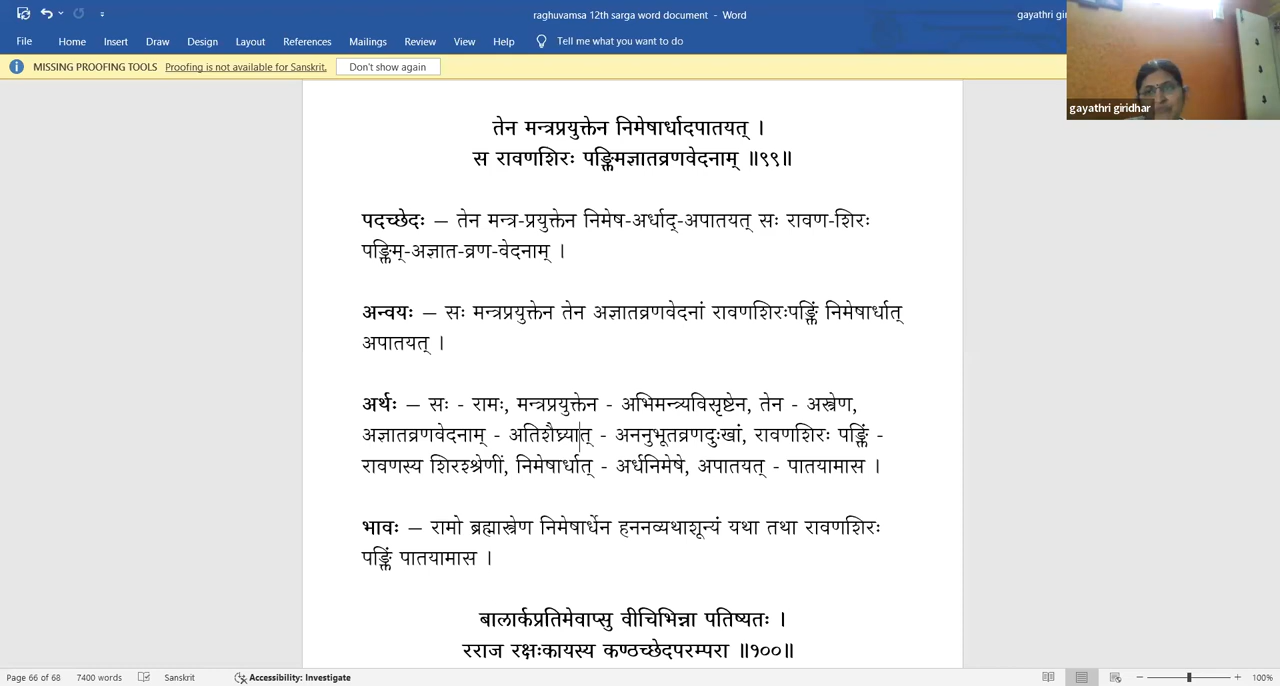 raghuvamsa 12th sarga word document - Word
gayathri giri
File Home Insert Draw Design Layout References Mailings Review View Help Tell me what you want to do
MISSING PROOFING TOOLS Proofing is not available for Sanskrit. Don't show again
gayathri giridhar
तेन मन्त्रप्रयुक्तेन निमेषार्धादपातयत् ।
स रावणशिरः पङ्क्तिमज्ञातव्रणवेदनाम् ॥९९॥
पदच्छेदः – तेन मन्त्र-प्रयुक्तेन निमेष-अर्धाद्-अपातयत् सः रावण-शिरः
पङ्क्तिम्-अज्ञात-व्रण-वेदनाम् ।
अन्वयः – सः मन्त्रप्रयुक्तेन तेन अज्ञातव्रणवेदनां रावणशिरःपङ्क्तिं निमेषार्धात्
अपातयत् ।
अर्थः – सः - रामः, मन्त्रप्रयुक्तेन - अभिमन्त्र्यविसृष्टेन, तेन - अस्त्रेण,
अज्ञातव्रणवेदनाम् - अतिशैघ्र्यात् - अननुभूतव्रणदुःखां, रावणशिरः पङ्क्तिं -
रावणस्य शिरश्श्रेणीं, निमेषार्धात् - अर्धनिमेषे, अपातयत् - पातयामास ।
भावः – रामो ब्रह्मास्त्रेण निमेषार्धेन हननव्यथाशून्यं यथा तथा रावणशिरः
पङ्क्तिं पातयामास ।
बालार्कप्रतिमेवाप्सु वीचिभिन्ना पतिष्यतः ।
रराज रक्षःकायस्य कण्ठच्छेदपरम्परा ॥१००॥
Page 66 of 68 7400 words Sanskrit Accessibility: Investigate 100%